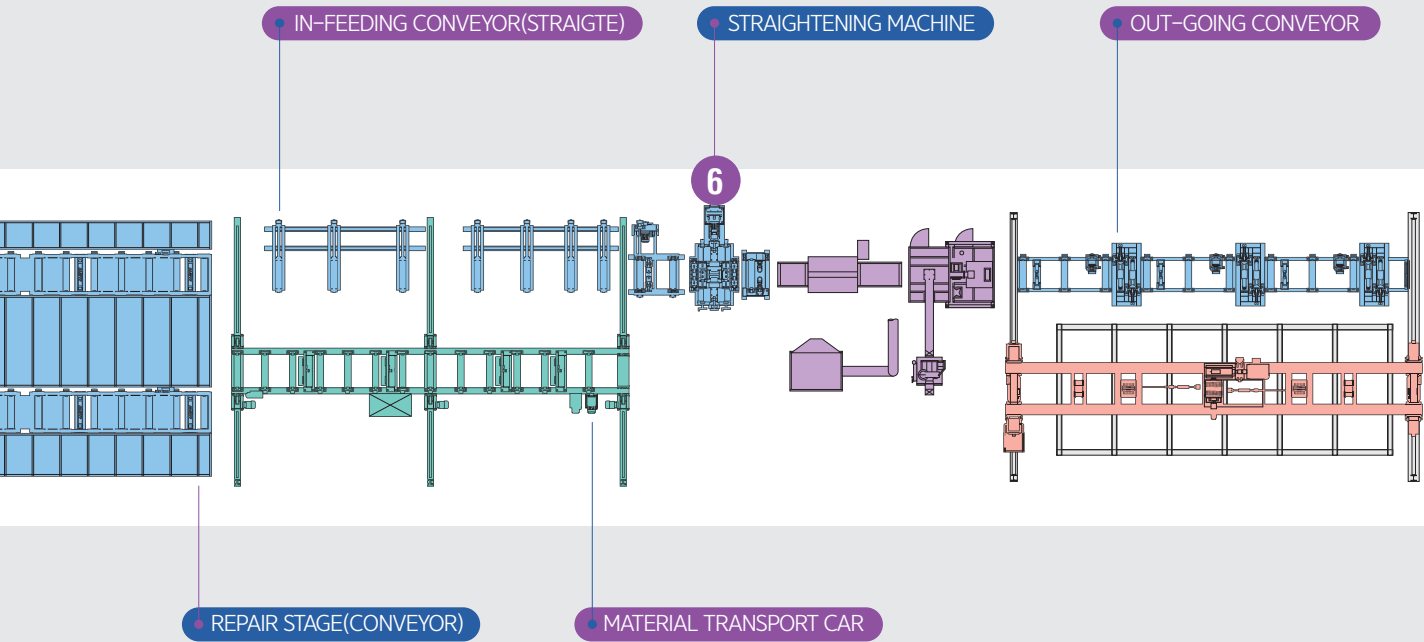 IN-FEEDING CONVEYOR(STRAIGTE)
STRAIGHTENING MACHINE
OUT-GOING CONVEYOR
6
REPAIR STAGE(CONVEYOR)
MATERIAL TRANSPORT CAR